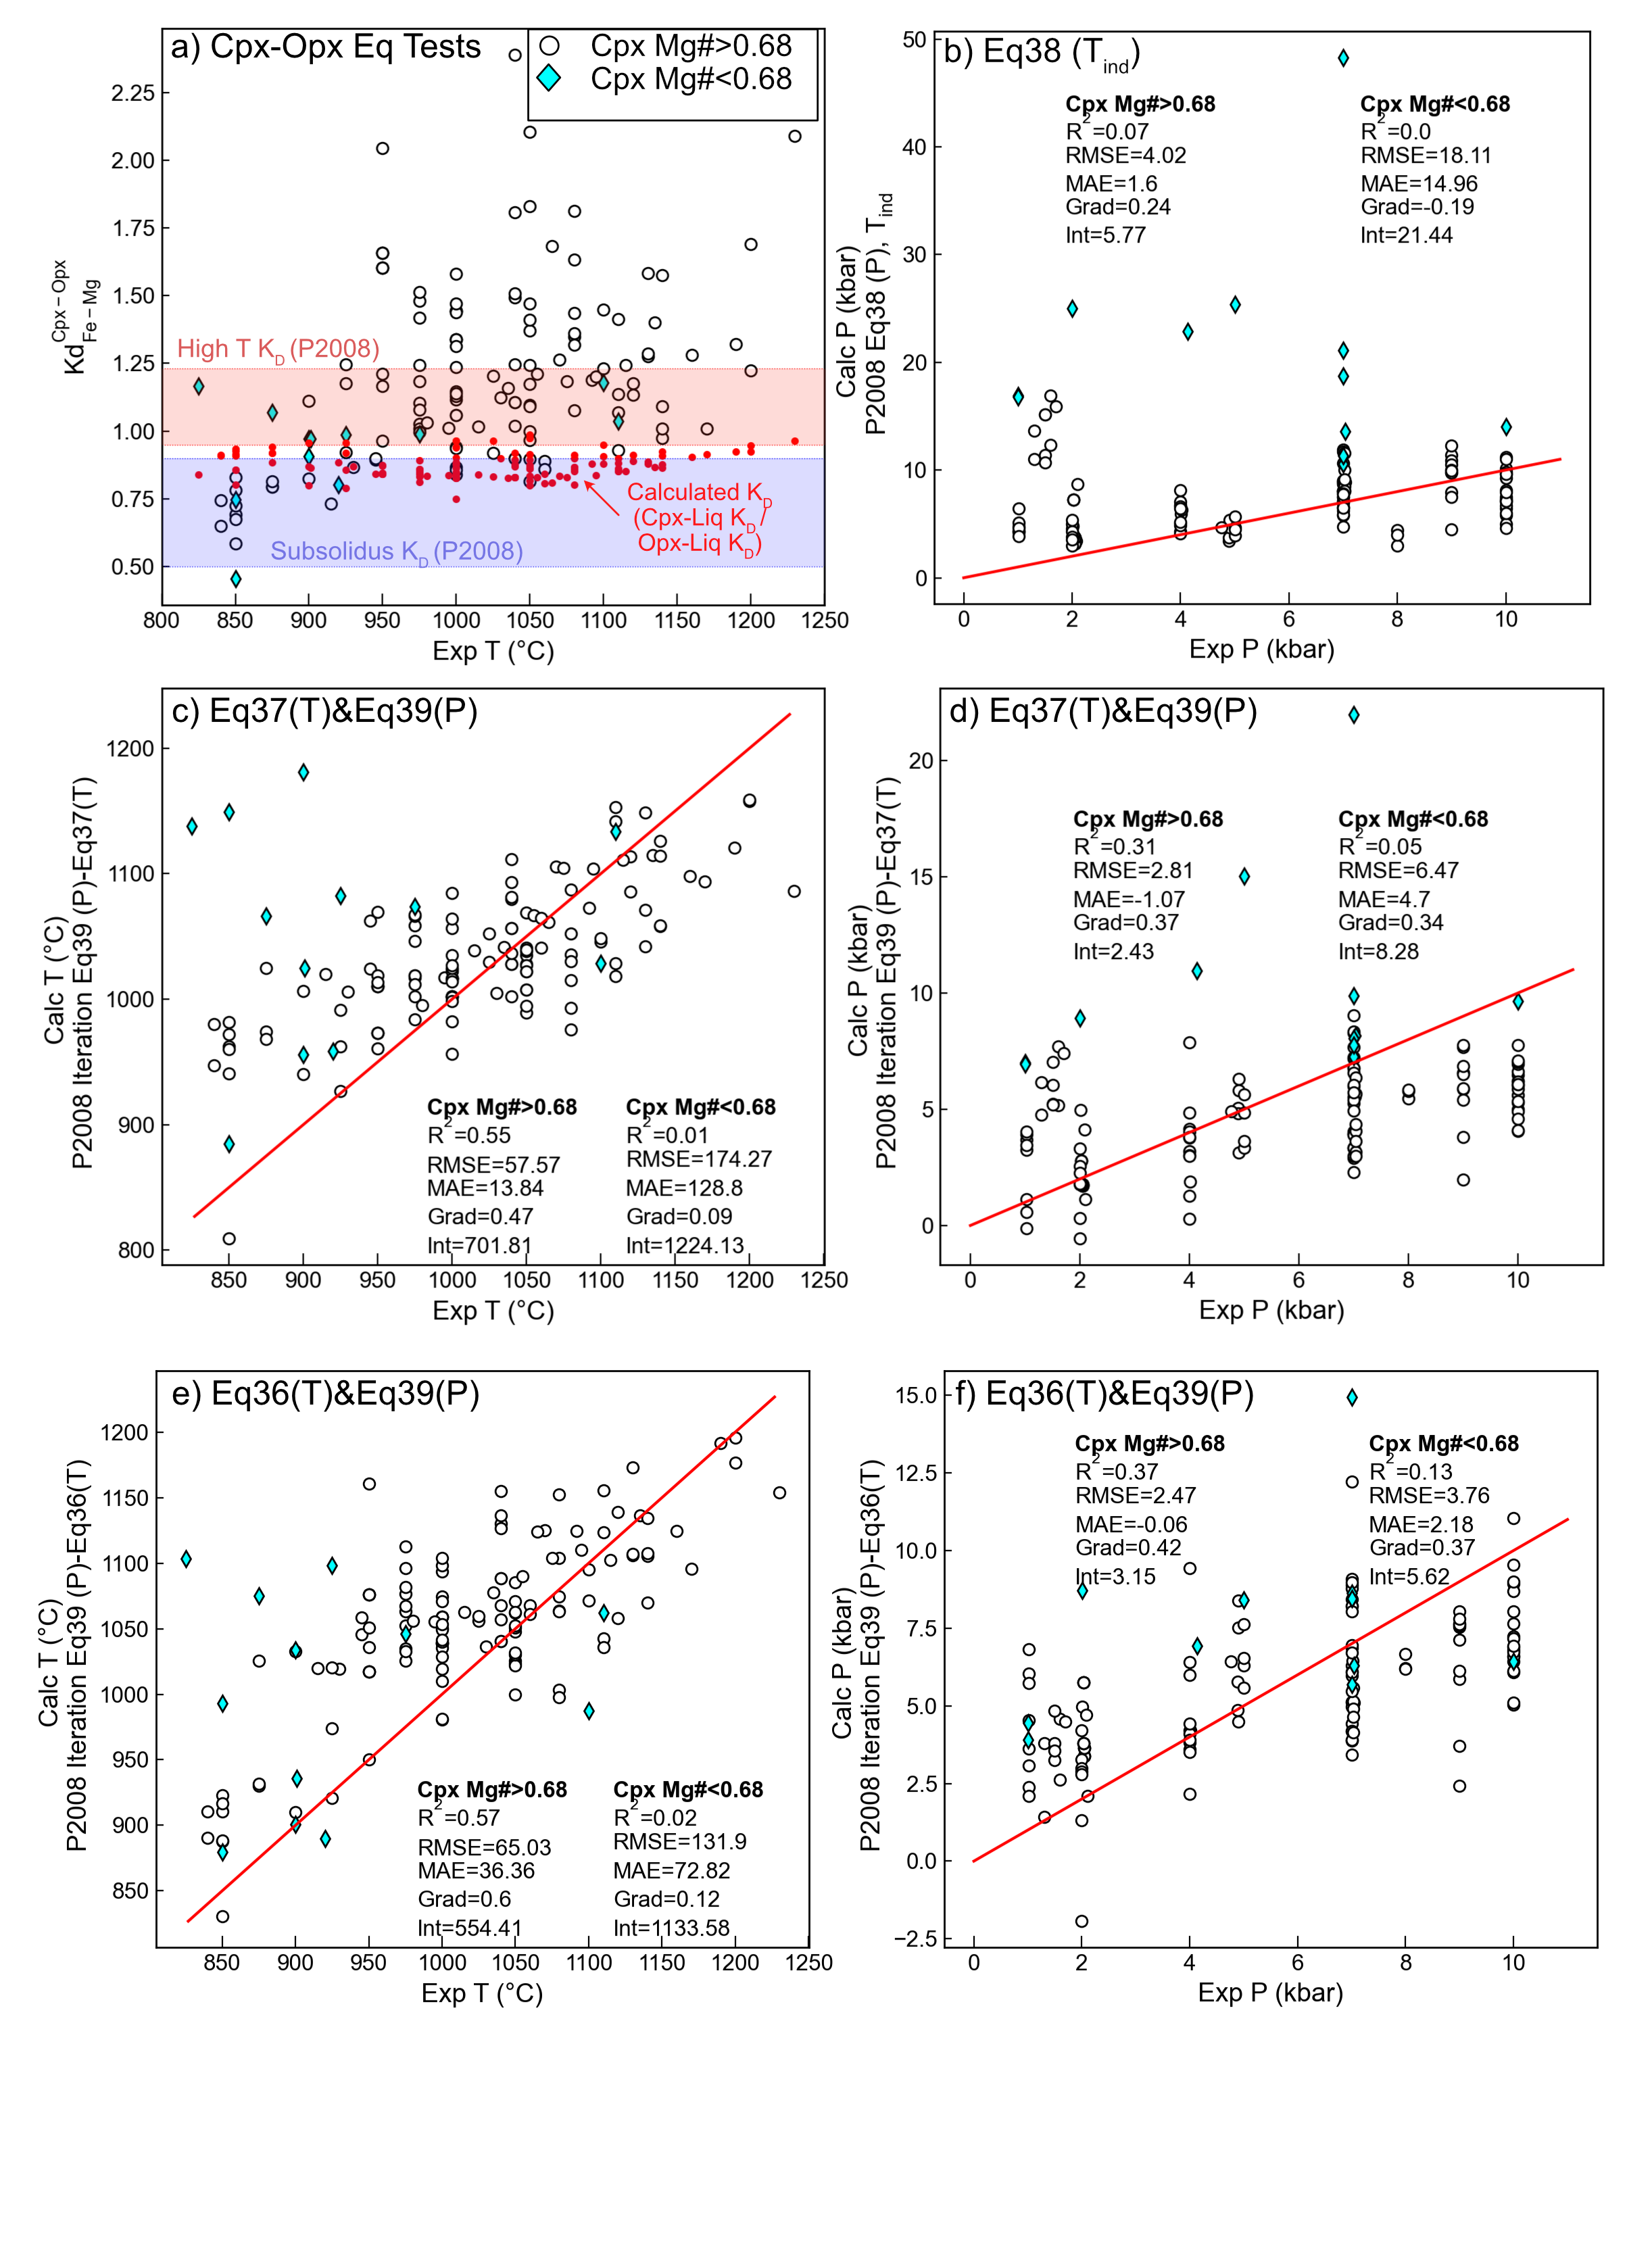 a) Cpx-Opx Eq Tests
Cpx Mg#>0.68
Cpx Mg#<0.68
2.25
2.00
1.75
1.50
1.25
1.00
0.75
0.50
Kd Cpx−Opx Fe−Mg
High T KD (P2008)
Subsolidus KD (P2008)
Calculated KD
(Cpx-Liq KD/
Opx-Liq KD)
800 850 900 950 1000 1050 1100 1150 1200 1250
Exp T (°C)
b) Eq38 (Tind)
50
40
30
20
10
0
Calc P (kbar)
P2008 Eq38 (P), Tind
Cpx Mg#>0.68
R2=0.07
RMSE=4.02
MAE=1.6
Grad=0.24
Int=5.77
Cpx Mg#<0.68
R2=0.0
RMSE=18.11
MAE=14.96
Grad=-0.19
Int=21.44
0 2 4 6 8 10
Exp P (kbar)
c) Eq37(T)&Eq39(P)
1200
1100
1000
900
800
Calc T (°C)
P2008 Iteration Eq39 (P)-Eq37(T)
Cpx Mg#>0.68
R2=0.55
RMSE=57.57
MAE=13.84
Grad=0.47
Int=701.81
Cpx Mg#<0.68
R2=0.01
RMSE=174.27
MAE=128.8
Grad=0.09
Int=1224.13
850 900 950 1000 1050 1100 1150 1200 1250
Exp T (°C)
d) Eq37(T)&Eq39(P)
20
15
10
5
0
Calc P (kbar)
P2008 Iteration Eq39 (P)-Eq37(T)
Cpx Mg#>0.68
R2=0.31
RMSE=2.81
MAE=-1.07
Grad=0.37
Int=2.43
Cpx Mg#<0.68
R2=0.05
RMSE=6.47
MAE=4.7
Grad=0.34
Int=8.28
0 2 4 6 8 10
Exp P (kbar)
e) Eq36(T)&Eq39(P)
1200
1150
1100
1050
1000
950
900
850
Calc T (°C)
P2008 Iteration Eq39 (P)-Eq36(T)
Cpx Mg#>0.68
R2=0.57
RMSE=65.03
MAE=36.36
Grad=0.6
Int=554.41
Cpx Mg#<0.68
R2=0.02
RMSE=131.9
MAE=72.82
Grad=0.12
Int=1133.58
850 900 950 1000 1050 1100 1150 1200 1250
Exp T (°C)
f) Eq36(T)&Eq39(P)
15.0
12.5
10.0
7.5
5.0
2.5
0.0
−2.5
Calc P (kbar)
P2008 Iteration Eq39 (P)-Eq36(T)
Cpx Mg#>0.68
R2=0.37
RMSE=2.47
MAE=-0.06
Grad=0.42
Int=3.15
Cpx Mg#<0.68
R2=0.13
RMSE=3.76
MAE=2.18
Grad=0.37
Int=5.62
0 2 4 6 8 10
Exp P (kbar)